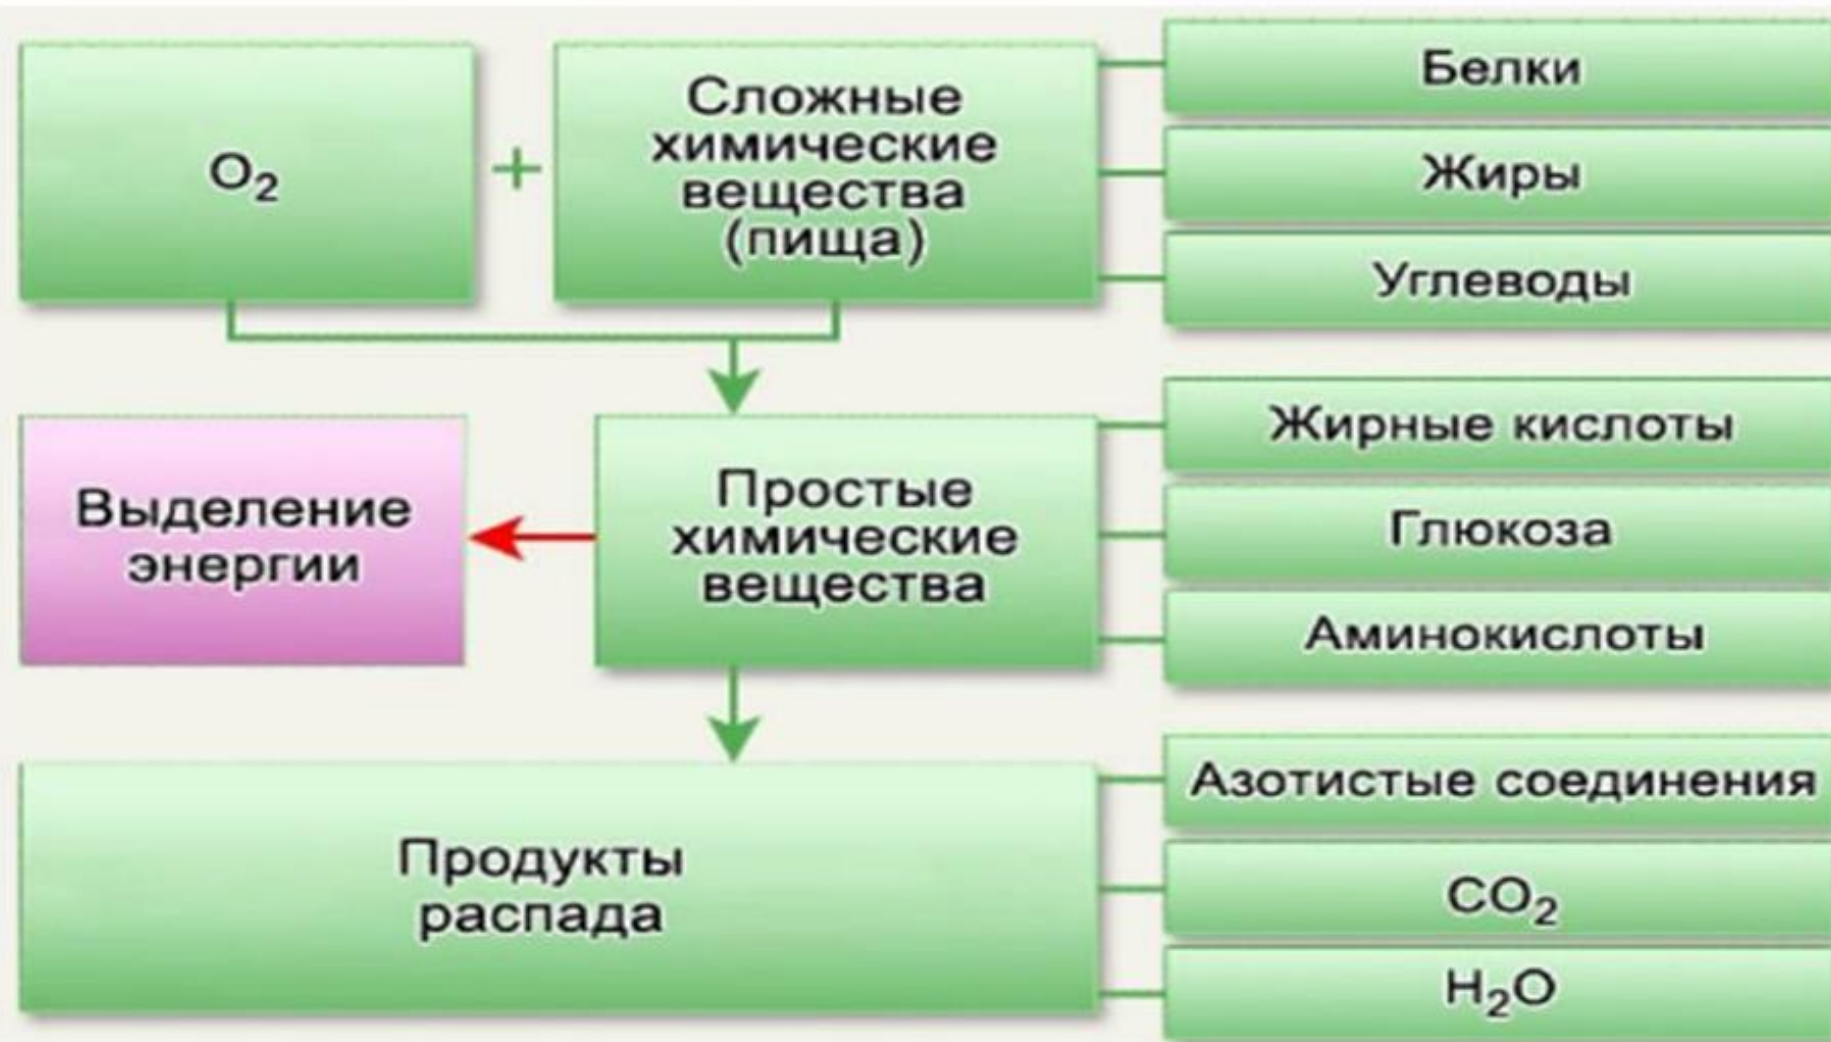 O₂
+
Сложные
химические
вещества
(пища)
Белки
Жиры
Углеводы
Выделение
энергии
Простые
химические
вещества
Жирные кислоты
Глюкоза
Аминокислоты
Продукты
распада
Азотистые соединения
CO₂
H₂O